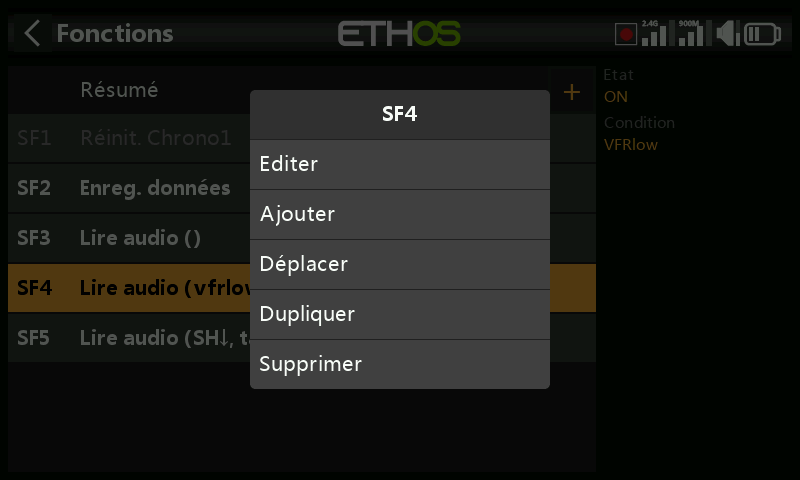 Fonctions
ETHOS
2.4G
900M
Résumé
+
Etat
ON
Condition
VFRlow
SF1 Réinit. Chrono1
SF2 Enreg. données
SF3 Lire audio ()
SF4 Lire audio (vfrlow
SF5 Lire audio (SH↓, t
SF4
Editer
Ajouter
Déplacer
Dupliquer
Supprimer